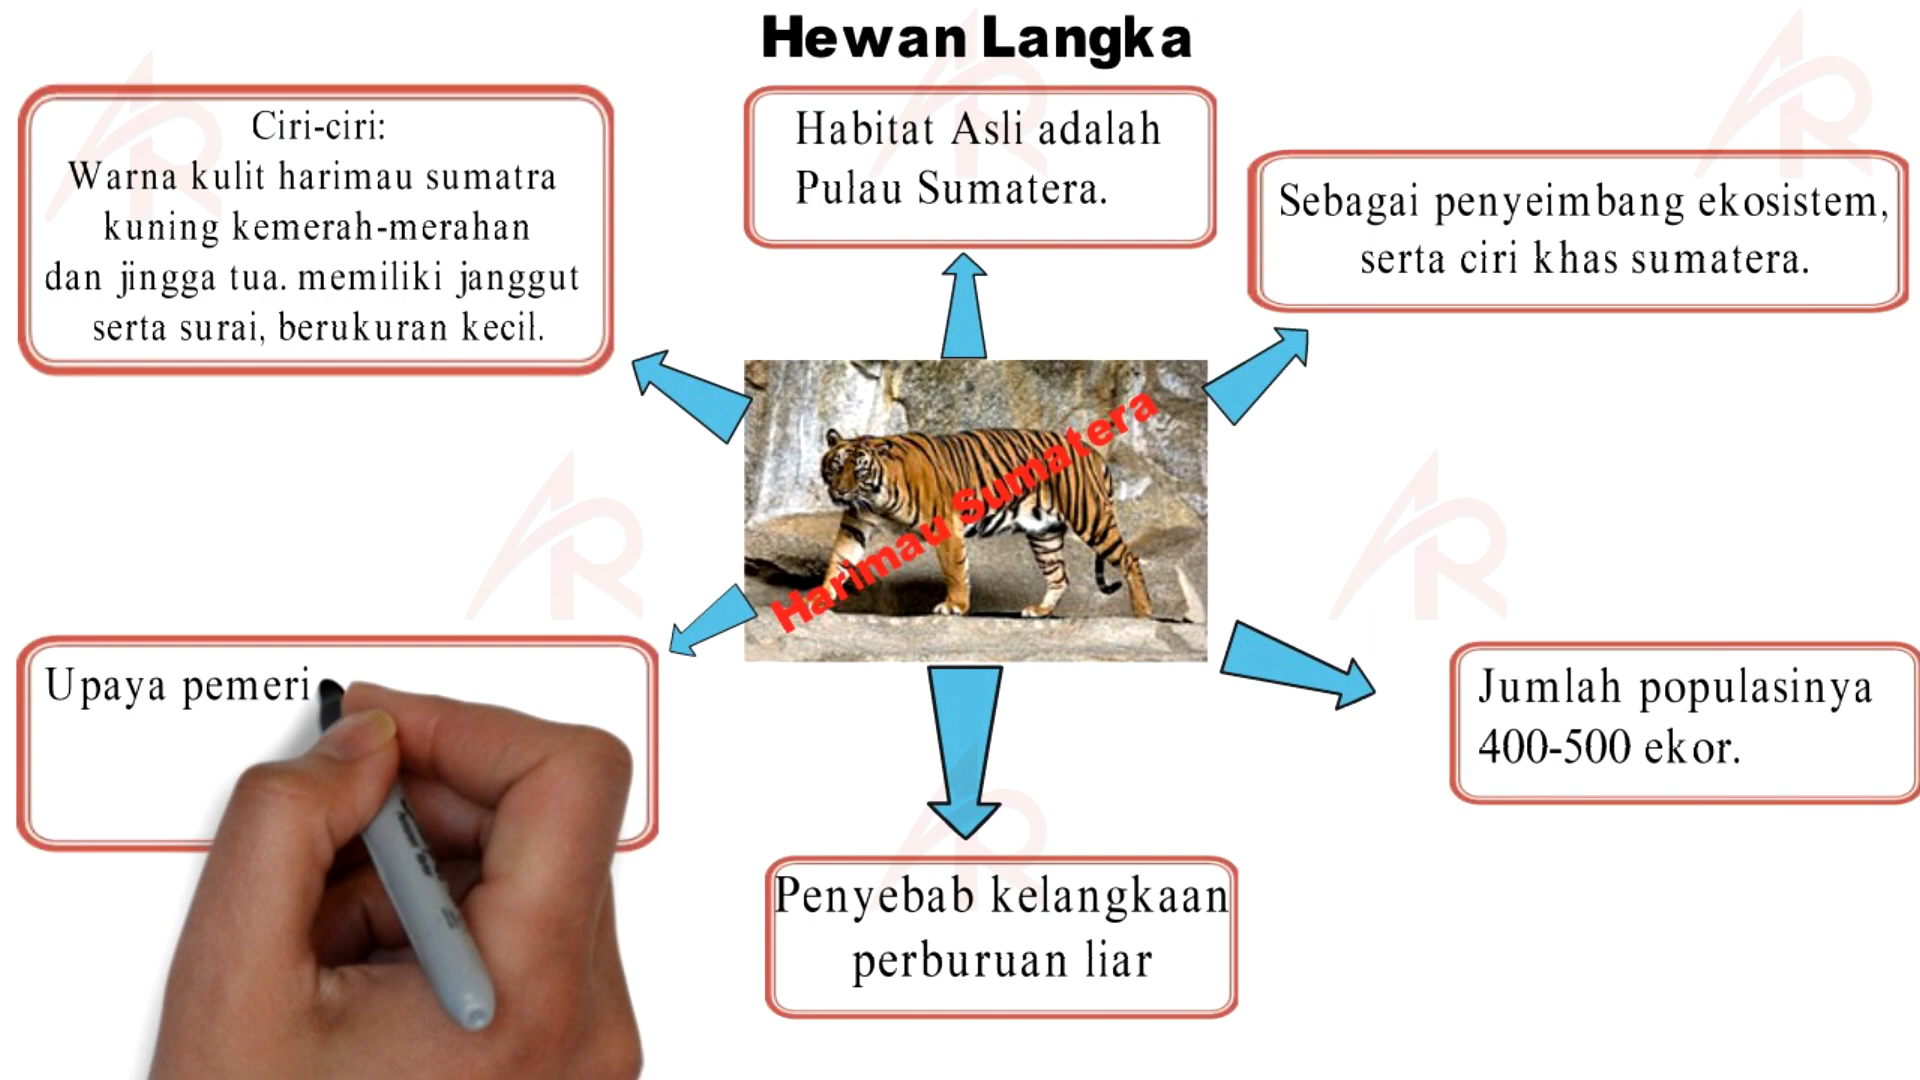 Hewan Langka
Ciri-ciri:
Warna kulit harimau sumatra
kuning kemerah-merahan
dan jingga tua. memiliki janggut
serta surai, berukuran kecil.
Habitat Asli adalah
Pulau Sumatera.
Sebagai penyeimbang ekosistem,
serta ciri khas sumatera.
Harimau Sumatera
Upaya pemeri
Jumlah populasinya
400-500 ekor.
Penyebab kelangkaan
perburuan liar